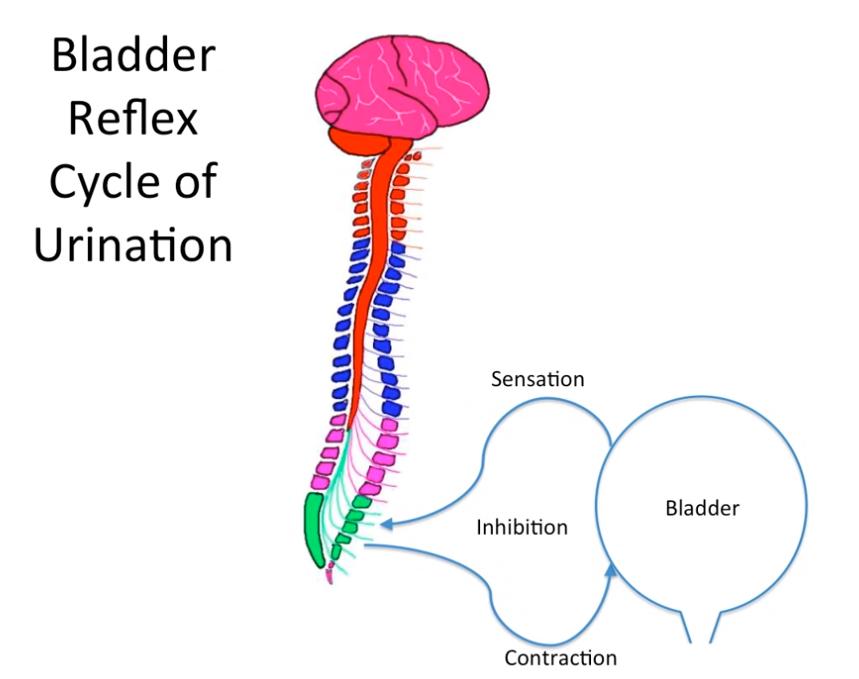 Bladder
Reflex
Cycle of
Urination
Sensation
Inhibition
Bladder
Contraction